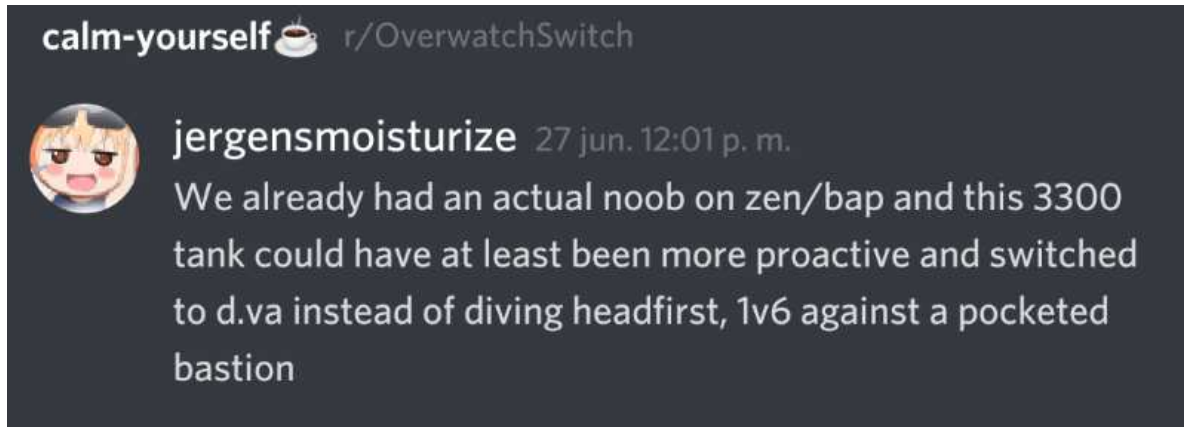 calm-yourself☕ r/OverwatchSwitch
jergensmoisturize 27 jun. 12:01 p. m.
We already had an actual noob on zen/bap and this 3300
tank could have at least been more proactive and switched
to d.va instead of diving headfirst, 1v6 against a pocketed
bastion